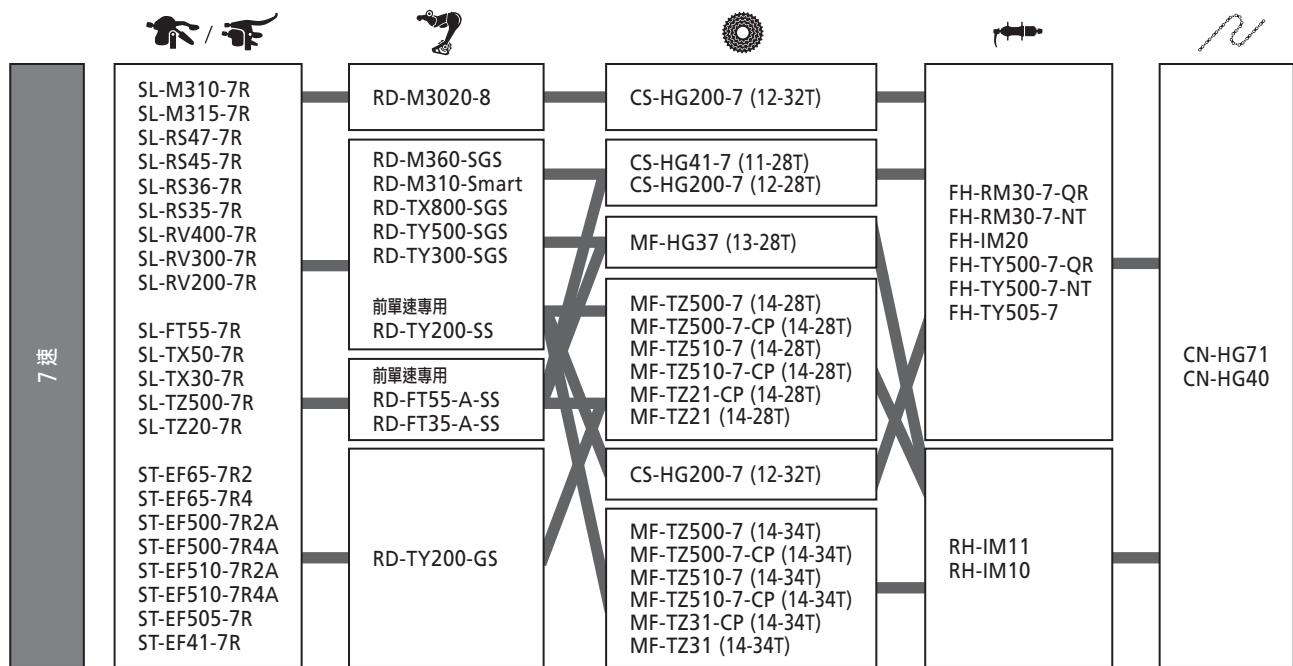 7 速
SL-M310-7R
SL-M315-7R
SL-RS47-7R
SL-RS45-7R
SL-RS36-7R
SL-RS35-7R
SL-RV400-7R
SL-RV300-7R
SL-RV200-7R
SL-FT55-7R
SL-TX50-7R
SL-TX30-7R
SL-TZ500-7R
SL-TZ20-7R
ST-EF65-7R2
ST-EF65-7R4
ST-EF500-7R2A
ST-EF500-7R4A
ST-EF510-7R2A
ST-EF510-7R4A
ST-EF505-7R
ST-EF41-7R
/
RD-M3020-8
RD-M360-SGS
RD-M310-Smart
RD-TX800-SGS
RD-TY500-SGS
RD-TY300-SGS
前單速專用
RD-TY200-SS
前單速專用
RD-FT55-A-SS
RD-FT35-A-SS
RD-TY200-GS
CS-HG200-7 (12-32T)
CS-HG41-7 (11-28T)
CS-HG200-7 (12-28T)
MF-HG37 (13-28T)
MF-TZ500-7 (14-28T)
MF-TZ500-7-CP (14-28T)
MF-TZ510-7 (14-28T)
MF-TZ510-7-CP (14-28T)
MF-TZ21-CP (14-28T)
MF-TZ21 (14-28T)
CS-HG200-7 (12-32T)
MF-TZ500-7 (14-34T)
MF-TZ500-7-CP (14-34T)
MF-TZ510-7 (14-34T)
MF-TZ510-7-CP (14-34T)
MF-TZ31-CP (14-34T)
MF-TZ31 (14-34T)
FH-RM30-7-QR
FH-RM30-7-NT
FH-IM20
FH-TY500-7-QR
FH-TY500-7-NT
FH-TY505-7
RH-IM11
RH-IM10
CN-HG71
CN-HG40